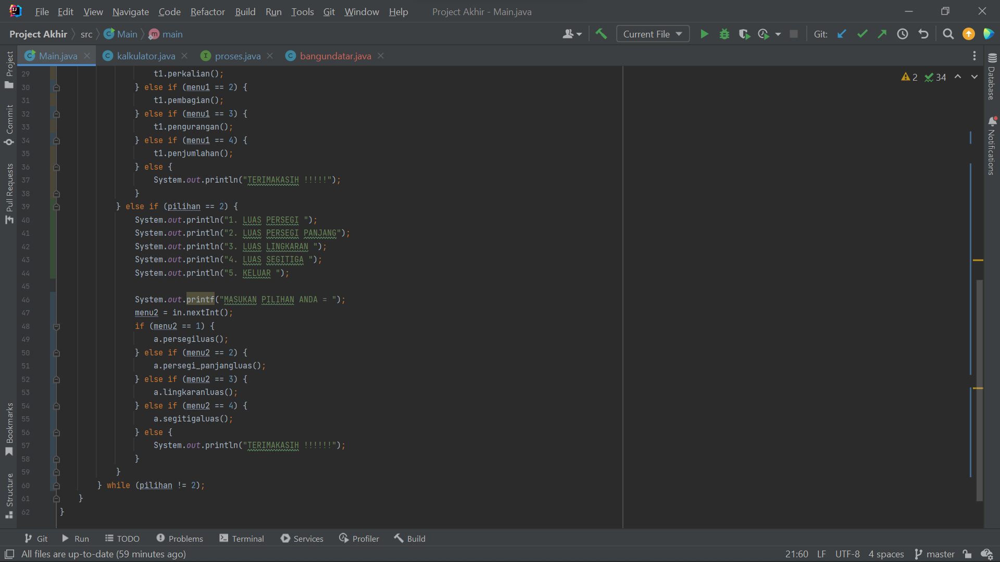 File Edit View Navigate Code Refactor Build Run Tools Git Window Help Project Akhir - Main.java
Project Akhir src Main main Current File Git:
Main.java kalkulator.java proses.java bangundatar.java
Project
Commit
Pull Requests
Bookmarks
Structure
29 t1.perkalian();
30 } else if (menu1 == 2) {
31 t1.pembagian();
32 } else if (menu1 == 3) {
33 t1.pengurangan();
34 } else if (menu1 == 4) {
35 t1.penjumlahan();
36 } else {
37 System.out.println("TERIMAKASIH !!!!!");
38 }
39 } else if (pilihan == 2) {
40 System.out.println("1. LUAS PERSEGI ");
41 System.out.println("2. LUAS PERSEGI PANJANG");
42 System.out.println("3. LUAS LINGKARAN ");
43 System.out.println("4. LUAS SEGITIGA ");
44 System.out.println("5. KELUAR ");
45
46 System.out.printf("MASUKAN PILIHAN ANDA = ");
47 menu2 = in.nextInt();
48 if (menu2 == 1) {
49 a.persegiluas();
50 } else if (menu2 == 2) {
51 a.persegi_panjangluas();
52 } else if (menu2 == 3) {
53 a.lingkaranluas();
54 } else if (menu2 == 4) {
55 a.segitigaluas();
56 } else {
57 System.out.println("TERIMAKASIH !!!!!!");
58 }
59 }
60 } while (pilihan != 2);
61 }
62 }
2 34
Database
Notifications
Git Run TODO Problems Terminal Services Profiler Build
All files are up-to-date (59 minutes ago) 21:60 LF UTF-8 4 spaces master